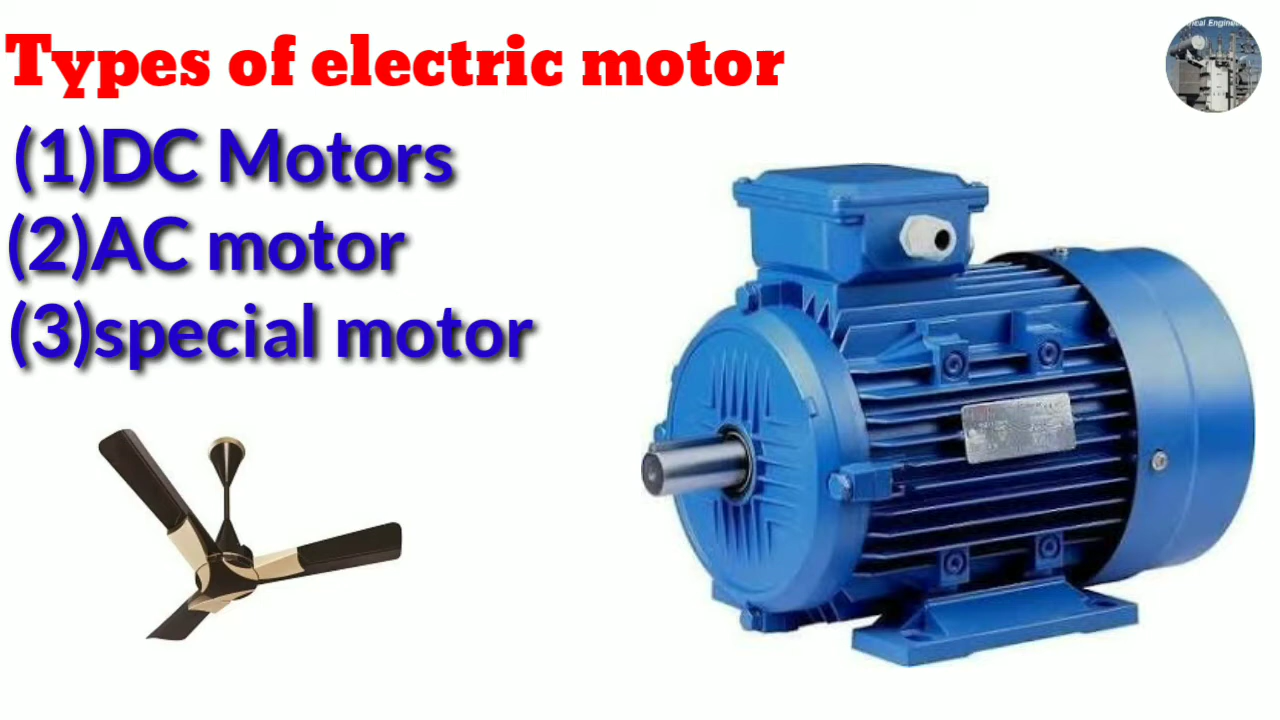 Types of electric motor
(1)DC Motors
(2)AC motor
(3)special motor